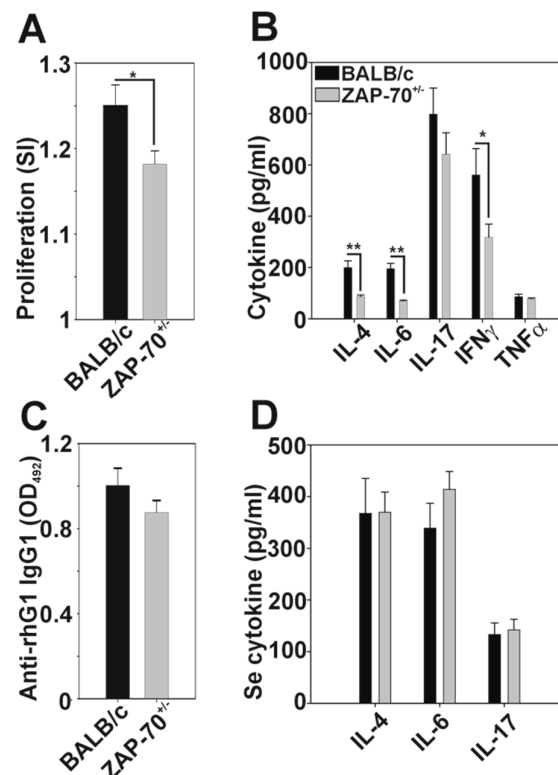 A
Proliferation (SI)
1.3
1.2
1.1
1
*
BALB/c
ZAP-70+/-
B
BALB/c
ZAP-70+/-
Cytokine (pg/ml)
1000
800
600
400
200
0
**
**
*
IL-4
IL-6
IL-17
IFNγ
TNFα
C
Anti-rhG1 IgG1 (OD492)
1.2
0.8
0.4
0
BALB/c
ZAP-70+/-
D
Se cytokine (pg/ml)
500
400
300
200
100
0
IL-4
IL-6
IL-17